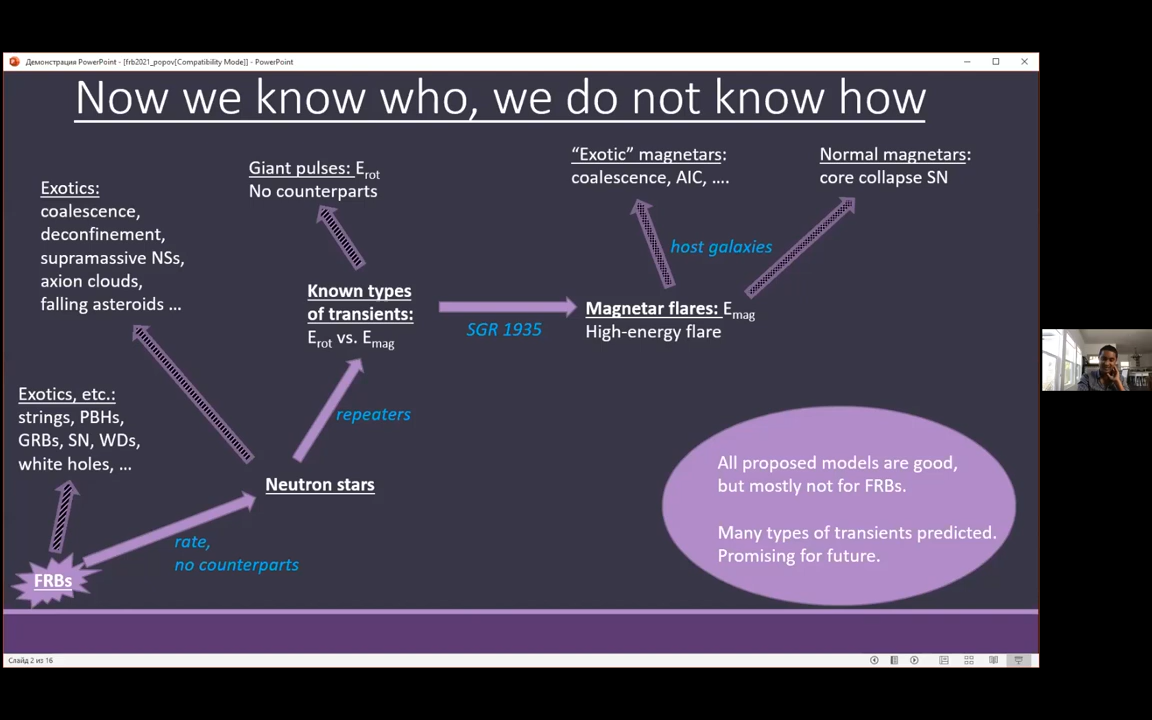 Демонстрация PowerPoint - [frb2021_popov[Compatibility Mode]] - PowerPoint
Now we know who, we do not know how
Exotics:
coalescence,
deconfinement,
supramassive NSs,
axion clouds,
falling asteroids ...
Giant pulses: Erot
No counterparts
“Exotic” magnetars:
coalescence, AIC, ....
Normal magnetars:
core collapse SN
host galaxies
Known types
of transients:
Erot vs. Emag
SGR 1935
Magnetar flares: Emag
High-energy flare
Exotics, etc.:
strings, PBHs,
GRBs, SN, WDs,
white holes, ...
repeaters
Neutron stars
rate,
no counterparts
FRBs
All proposed models are good,
but mostly not for FRBs.
Many types of transients predicted.
Promising for future.
Слайд 2 из 16